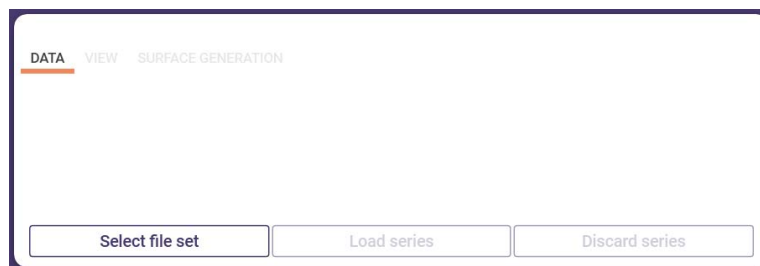 DATA VIEW SURFACE GENERATION
Select file set Load series Discard series